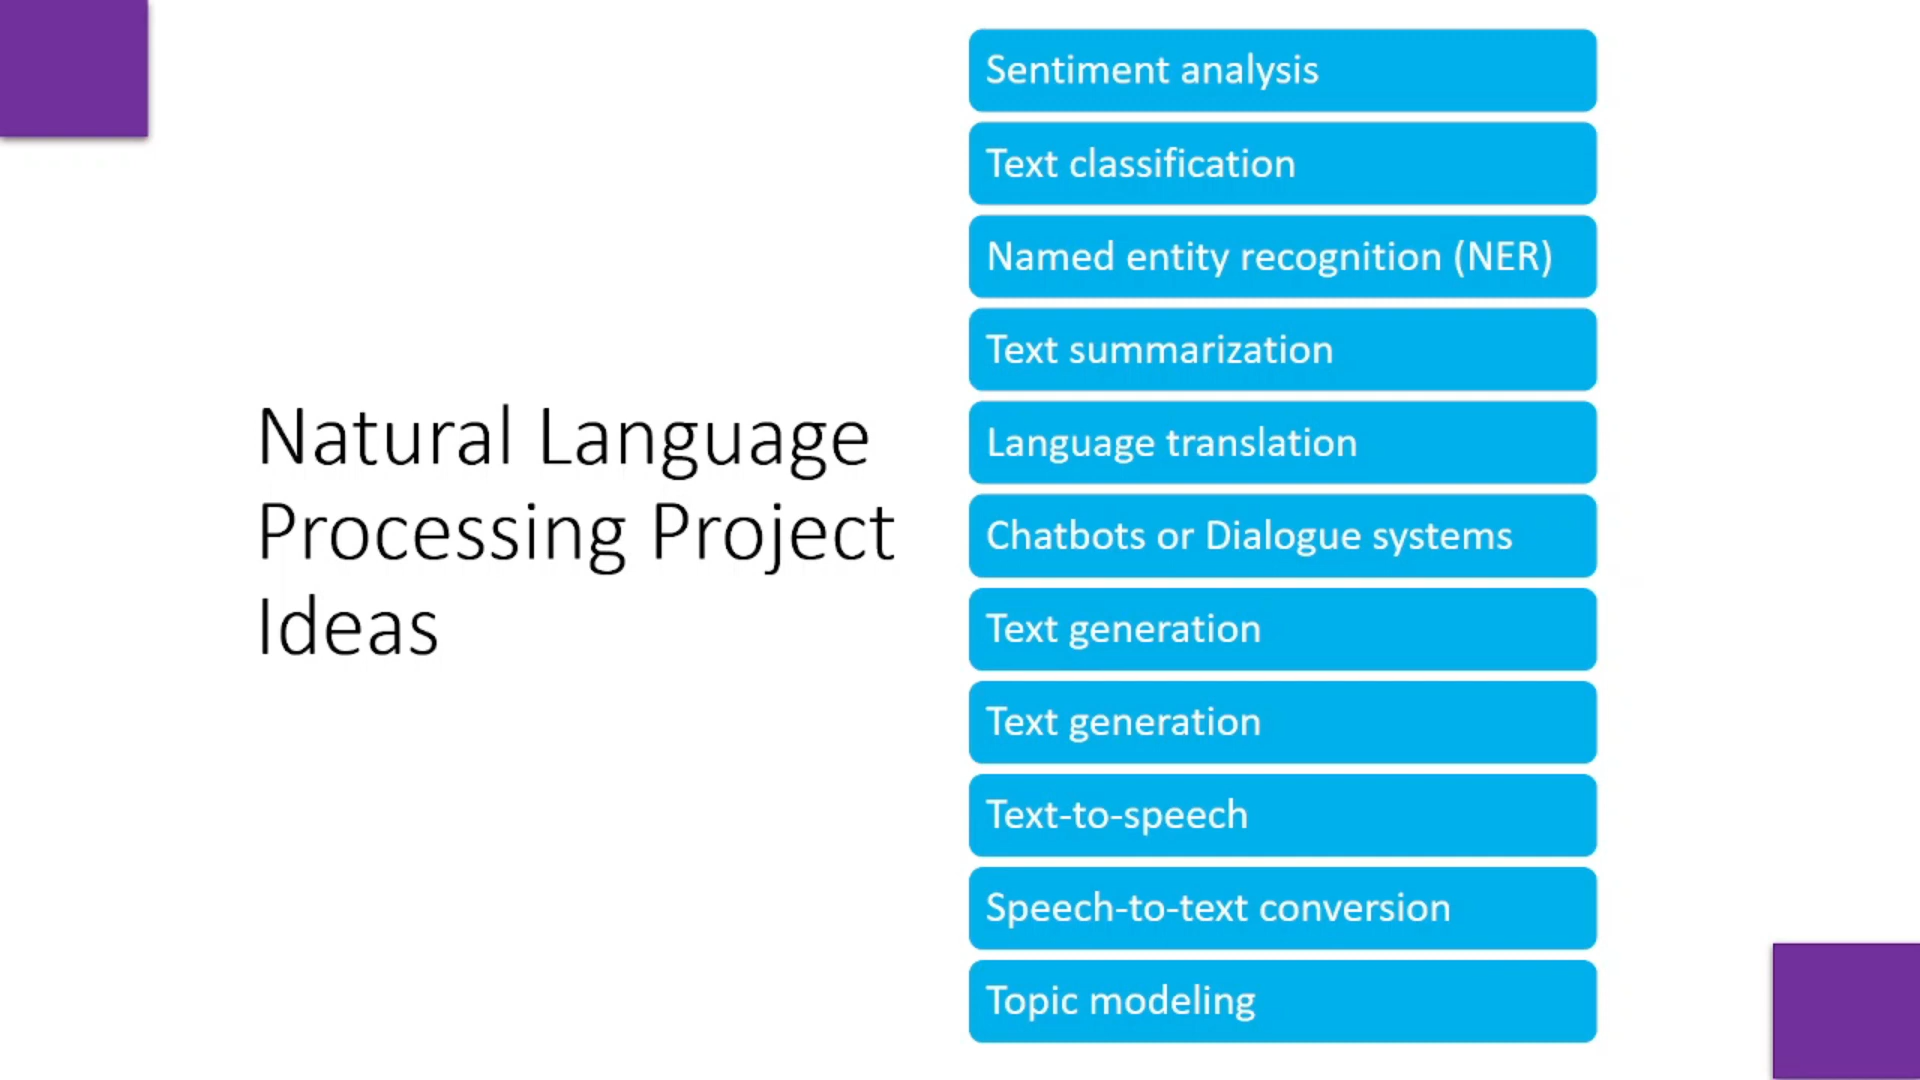 Natural Language
Processing Project
Ideas
Sentiment analysis
Text classification
Named entity recognition (NER)
Text summarization
Language translation
Chatbots or Dialogue systems
Text generation
Text generation
Text-to-speech
Speech-to-text conversion
Topic modeling